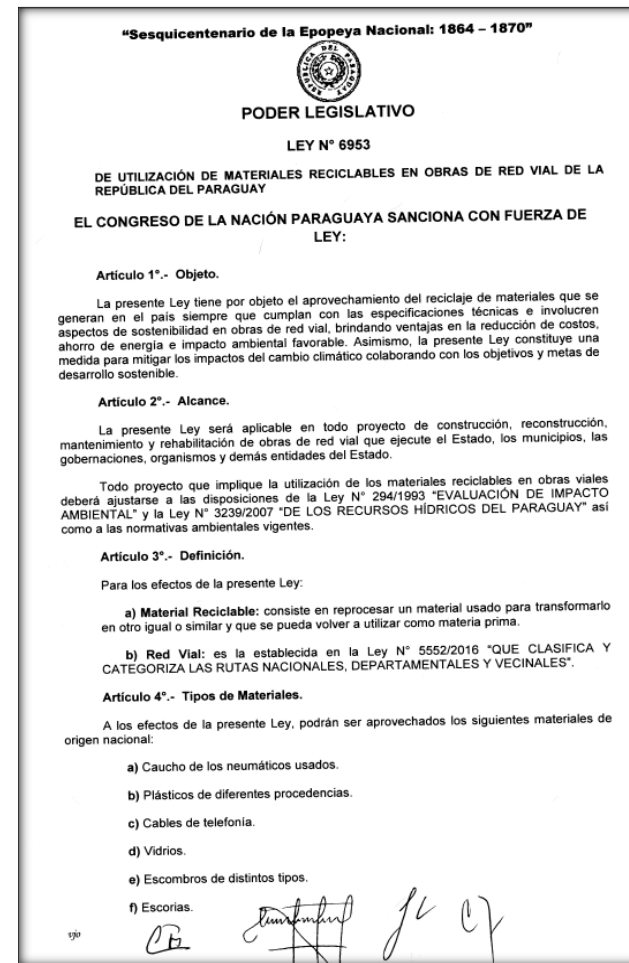 “Sesquicentenario de la Epopeya Nacional: 1864 – 1870”
REPÚBLICA DEL PARAGUAY
PODER LEGISLATIVO
LEY N° 6953
DE UTILIZACIÓN DE MATERIALES RECICLABLES EN OBRAS DE RED VIAL DE LA
REPÚBLICA DEL PARAGUAY
EL CONGRESO DE LA NACIÓN PARAGUAYA SANCIONA CON FUERZA DE
LEY:
Artículo 1°.- Objeto.
La presente Ley tiene por objeto el aprovechamiento del reciclaje de materiales que se
generan en el país siempre que cumplan con las especificaciones técnicas e involucren
aspectos de sostenibilidad en obras de red vial, brindando ventajas en la reducción de costos,
ahorro de energía e impacto ambiental favorable. Asimismo, la presente Ley constituye una
medida para mitigar los impactos del cambio climático colaborando con los objetivos y metas de
desarrollo sostenible.
Artículo 2°.- Alcance.
La presente Ley será aplicable en todo proyecto de construcción, reconstrucción,
mantenimiento y rehabilitación de obras de red vial que ejecute el Estado, los municipios, las
gobernaciones, organismos y demás entidades del Estado.
Todo proyecto que implique la utilización de los materiales reciclables en obras viales
deberá ajustarse a las disposiciones de la Ley N° 294/1993 “EVALUACIÓN DE IMPACTO
AMBIENTAL” y la Ley N° 3239/2007 “DE LOS RECURSOS HÍDRICOS DEL PARAGUAY” así
como a las normativas ambientales vigentes.
Artículo 3°.- Definición.
Para los efectos de la presente Ley:
a) Material Reciclable: consiste en reprocesar un material usado para transformarlo
en otro igual o similar y que se pueda volver a utilizar como materia prima.
b) Red Vial: es la establecida en la Ley N° 5552/2016 “QUE CLASIFICA Y
CATEGORIZA LAS RUTAS NACIONALES, DEPARTAMENTALES Y VECINALES”.
Artículo 4°.- Tipos de Materiales.
A los efectos de la presente Ley, podrán ser aprovechados los siguientes materiales de
origen nacional:
a) Caucho de los neumáticos usados.
b) Plásticos de diferentes procedencias.
c) Cables de telefonía.
d) Vidrios.
e) Escombros de distintos tipos.
f) Escorias.
vjo